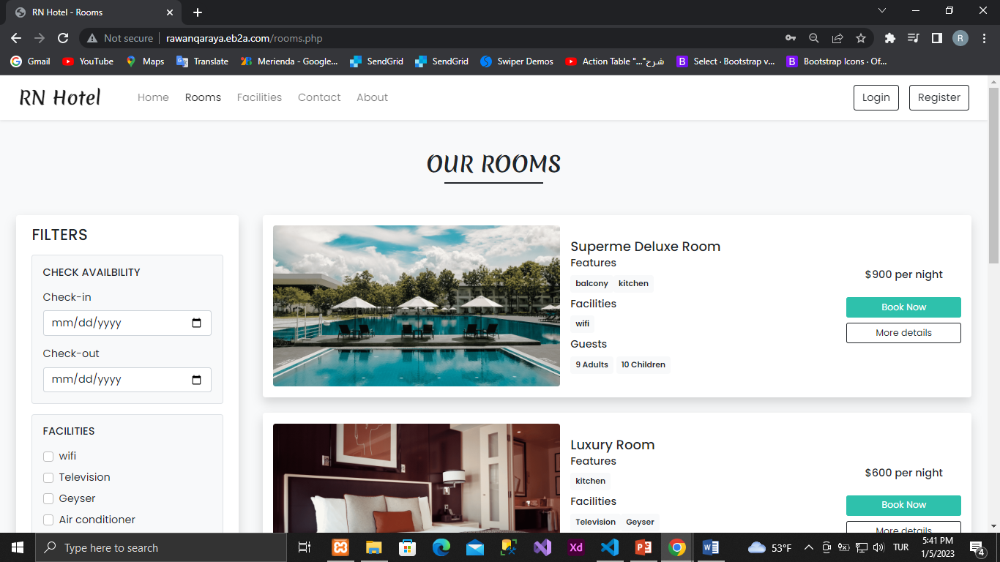 RN Hotel - Rooms
Not secure rawanqaraya.eb2a.com/rooms.php R
Gmail YouTube Maps Translate Merienda - Google... SendGrid SendGrid Swiper Demos Action Table "..."شرح Select · Bootstrap v... Bootstrap Icons · Of...
RN Hotel Home Rooms Facilities Contact About Login Register
OUR ROOMS
FILTERS
CHECK AVAILBILITY
Check-in
mm/dd/yyyy
Check-out
mm/dd/yyyy
FACILITIES
wifi
Television
Geyser
Air conditioner
Superme Deluxe Room
Features
balcony kitchen
Facilities
wifi
Guests
9 Adults 10 Children
$900 per night
Book Now
More details
Luxury Room
Features
kitchen
Facilities
Television Geyser
$600 per night
Book Now
More details
Type here to search
Xd
53°F
TUR
5:41 PM
1/5/2023
4